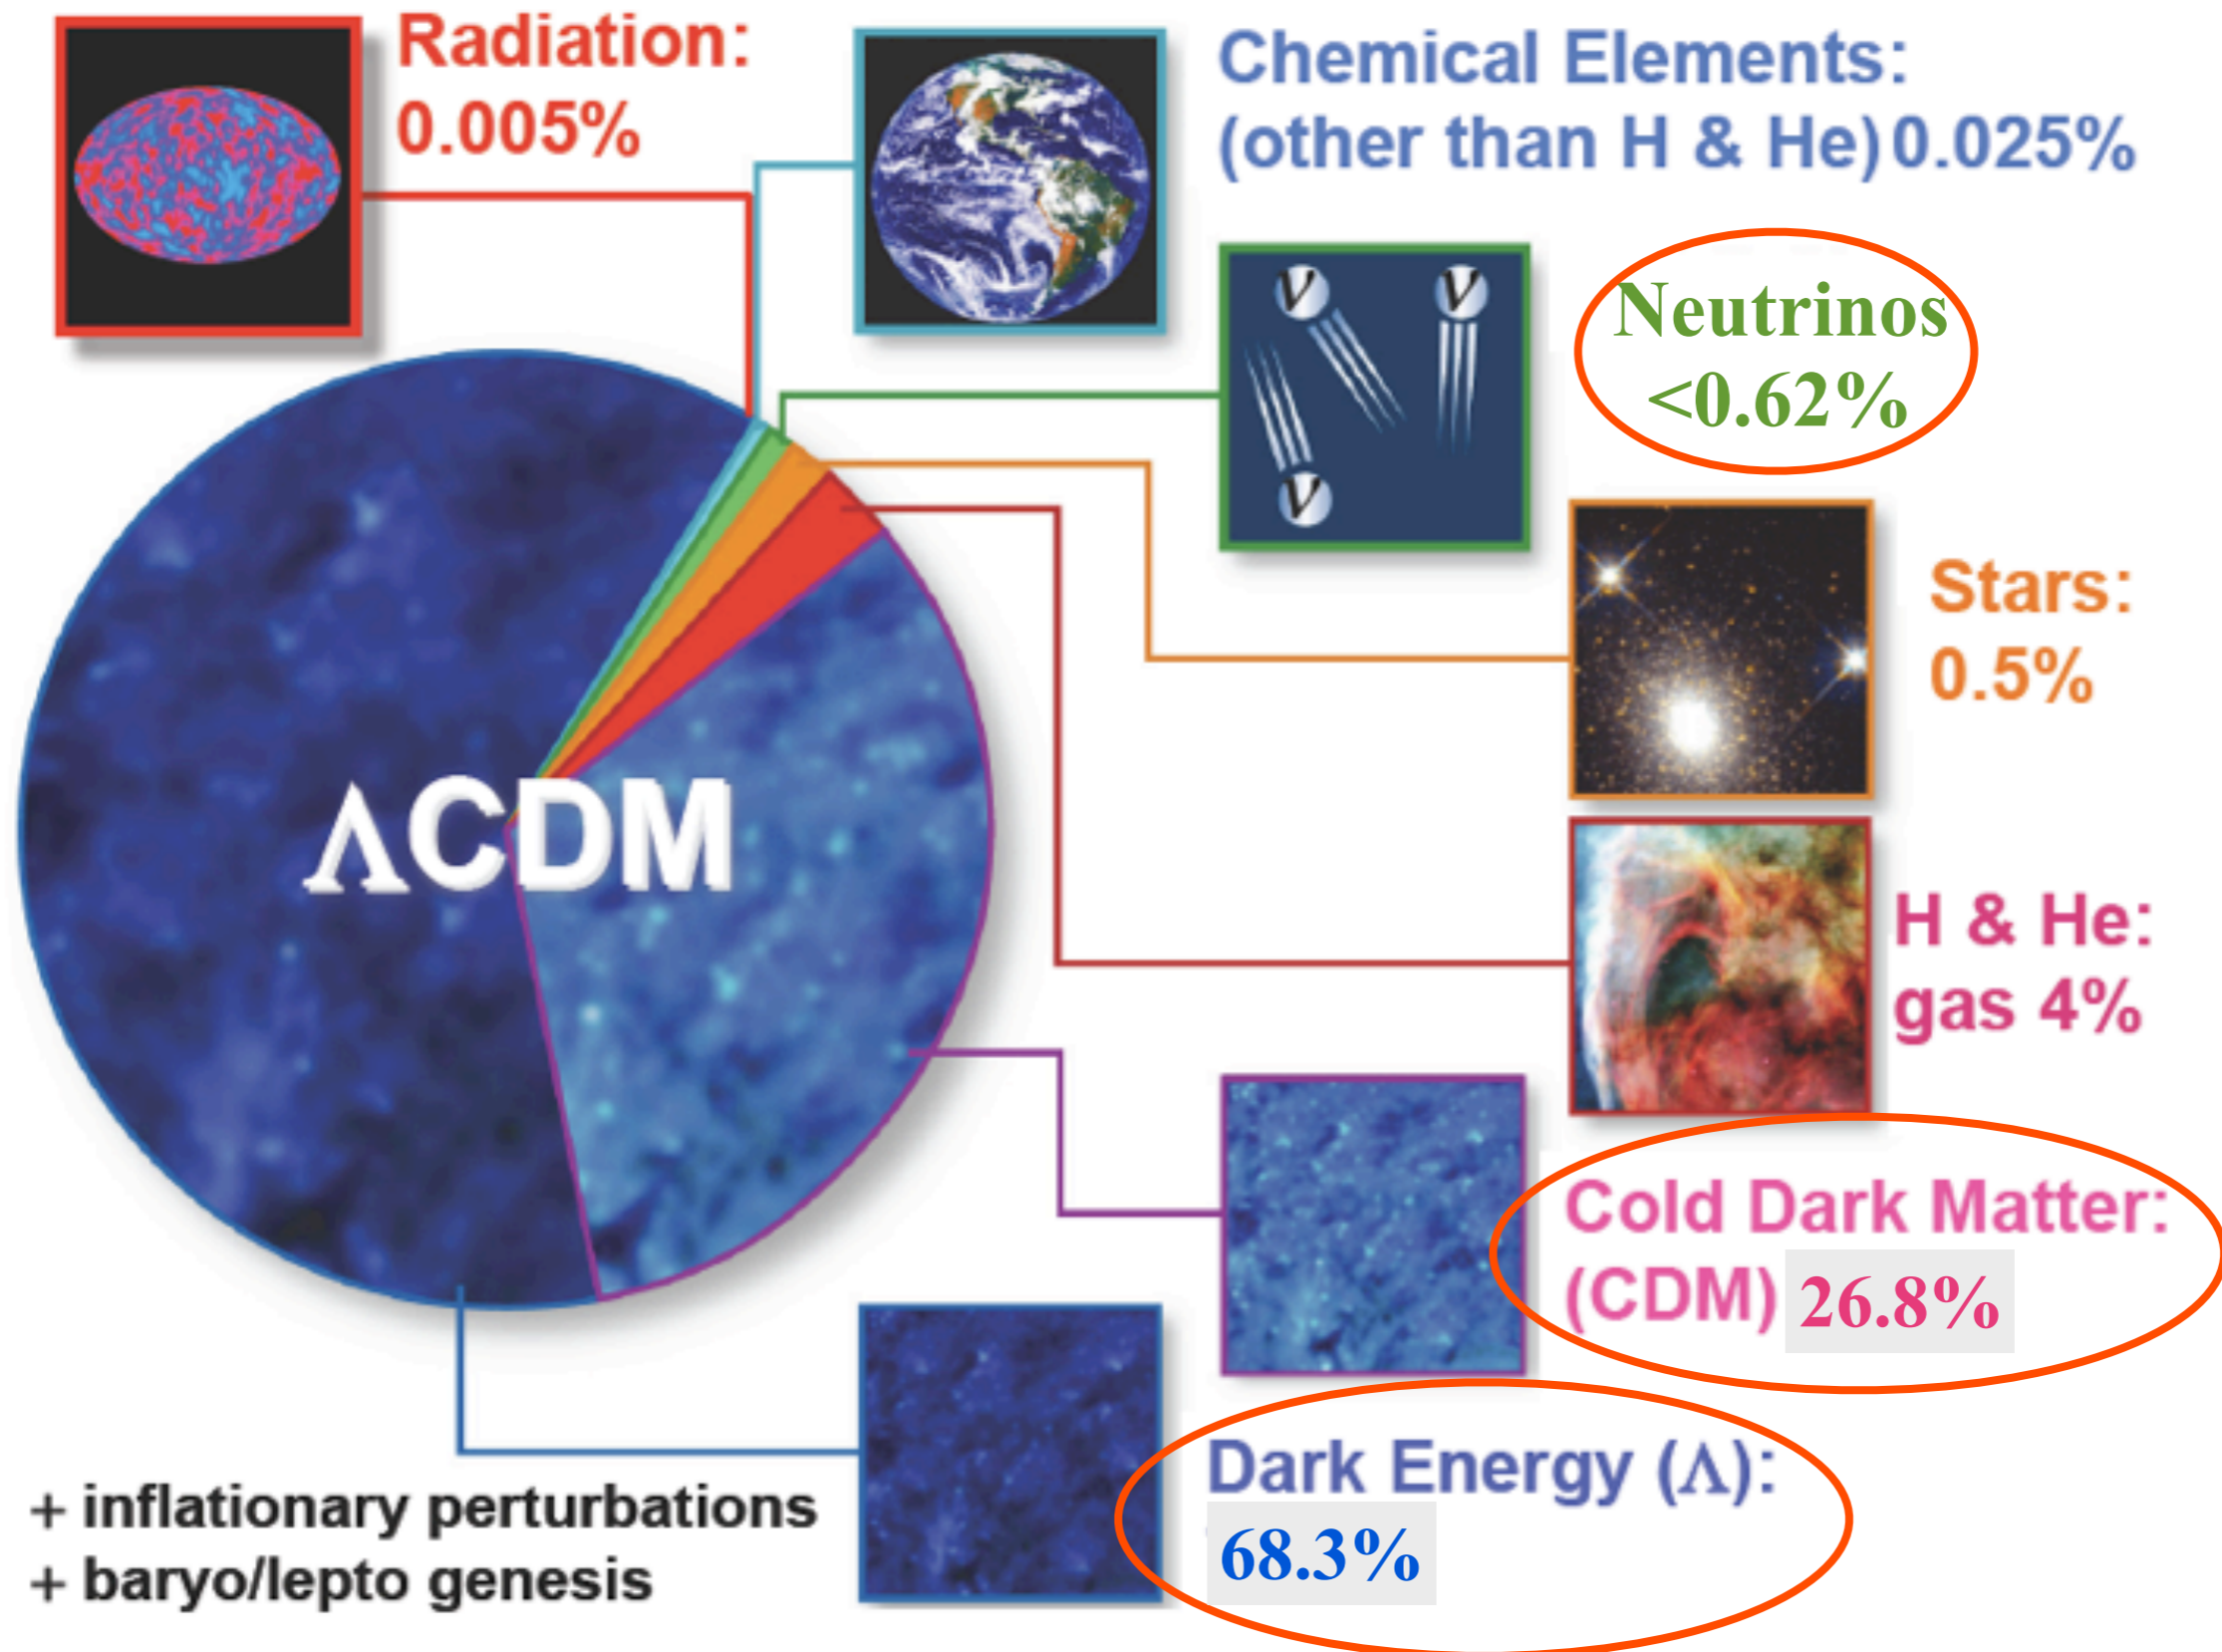 Radiation:
0.005%
Chemical Elements:
(other than H & He) 0.025%
ν ν
ν
Neutrinos
<0.62%
Stars:
0.5%
ΛCDM
H & He:
gas 4%
Cold Dark Matter:
(CDM) 26.8%
Dark Energy (Λ):
68.3%
+ inflationary perturbations
+ baryo/lepto genesis